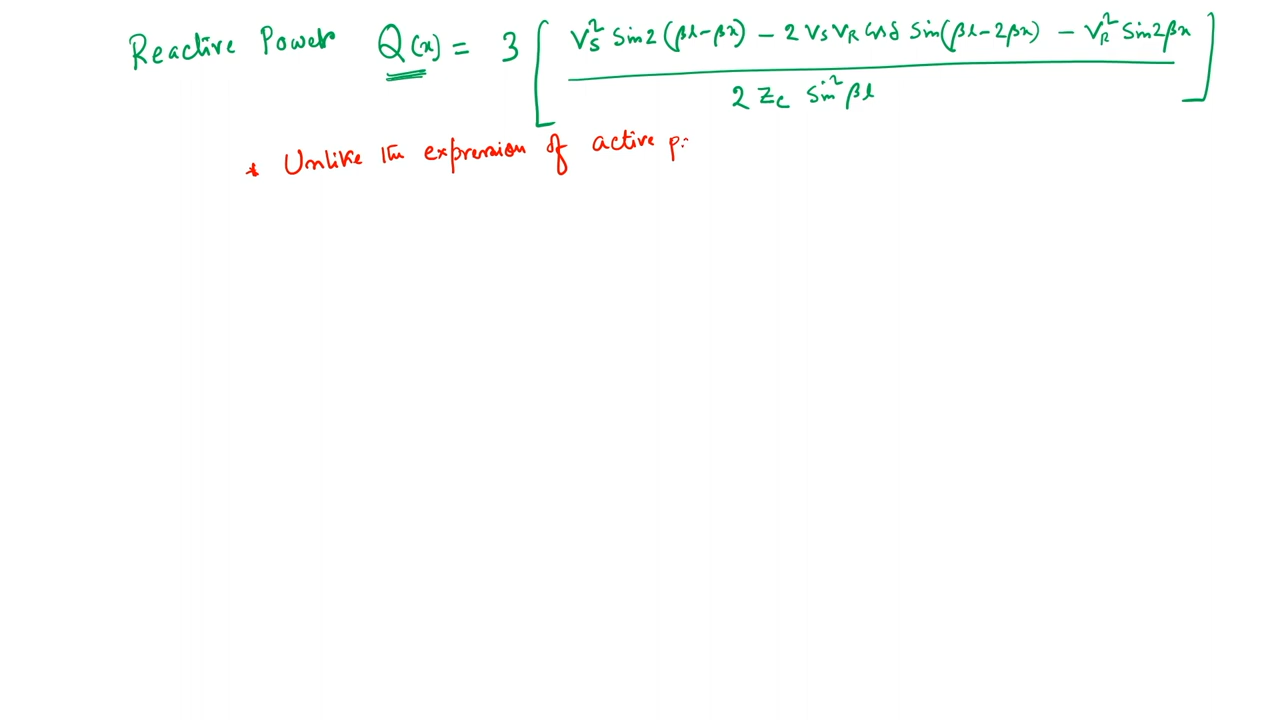 Reactive Power Q(x) = 3 [ V_S^2 Sin2(βl-βx) - 2 V_S V_R Cosδ Sin(βl-2βx) - V_R^2 Sin2βx ]
2 Z_C Sin^2 βl
* Unlike the expression of active p